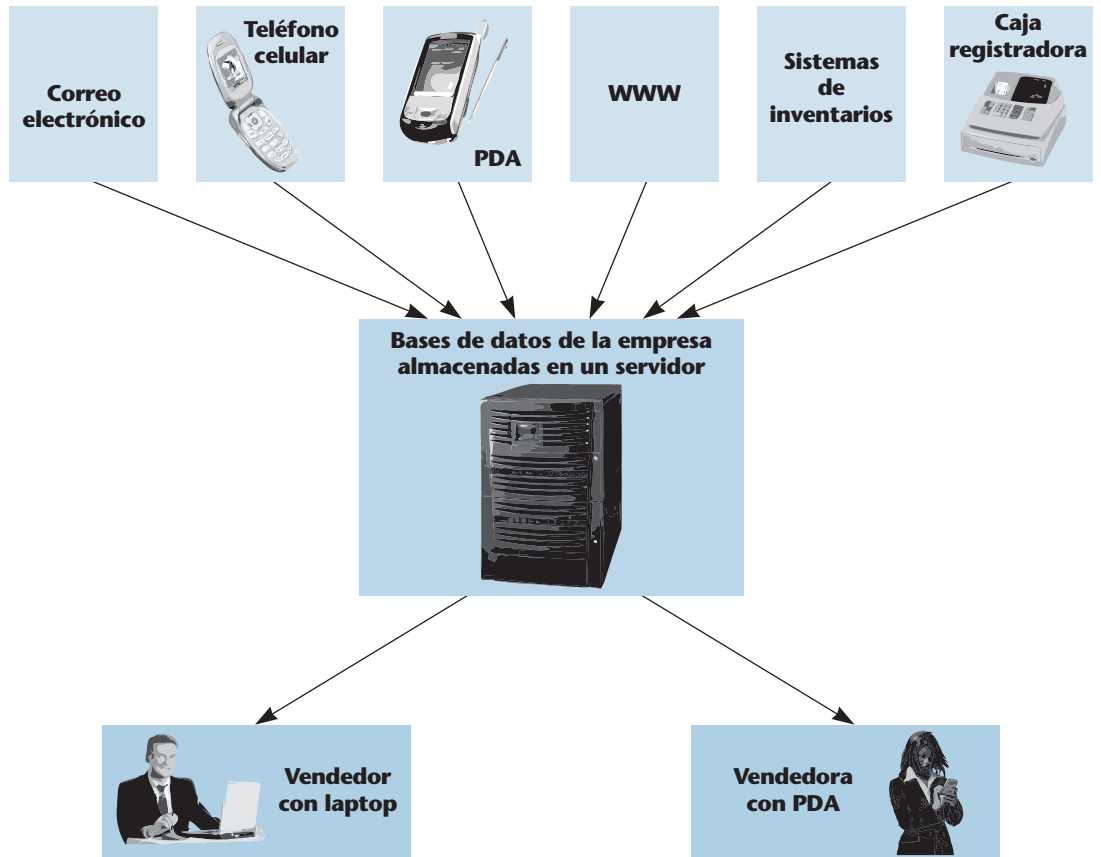 Correo
electrónico
Teléfono
celular
PDA
WWW
Sistemas
de
inventarios
Caja
registradora
Bases de datos de la empresa
almacenadas en un servidor
Vendedor
con laptop
Vendedora
con PDA